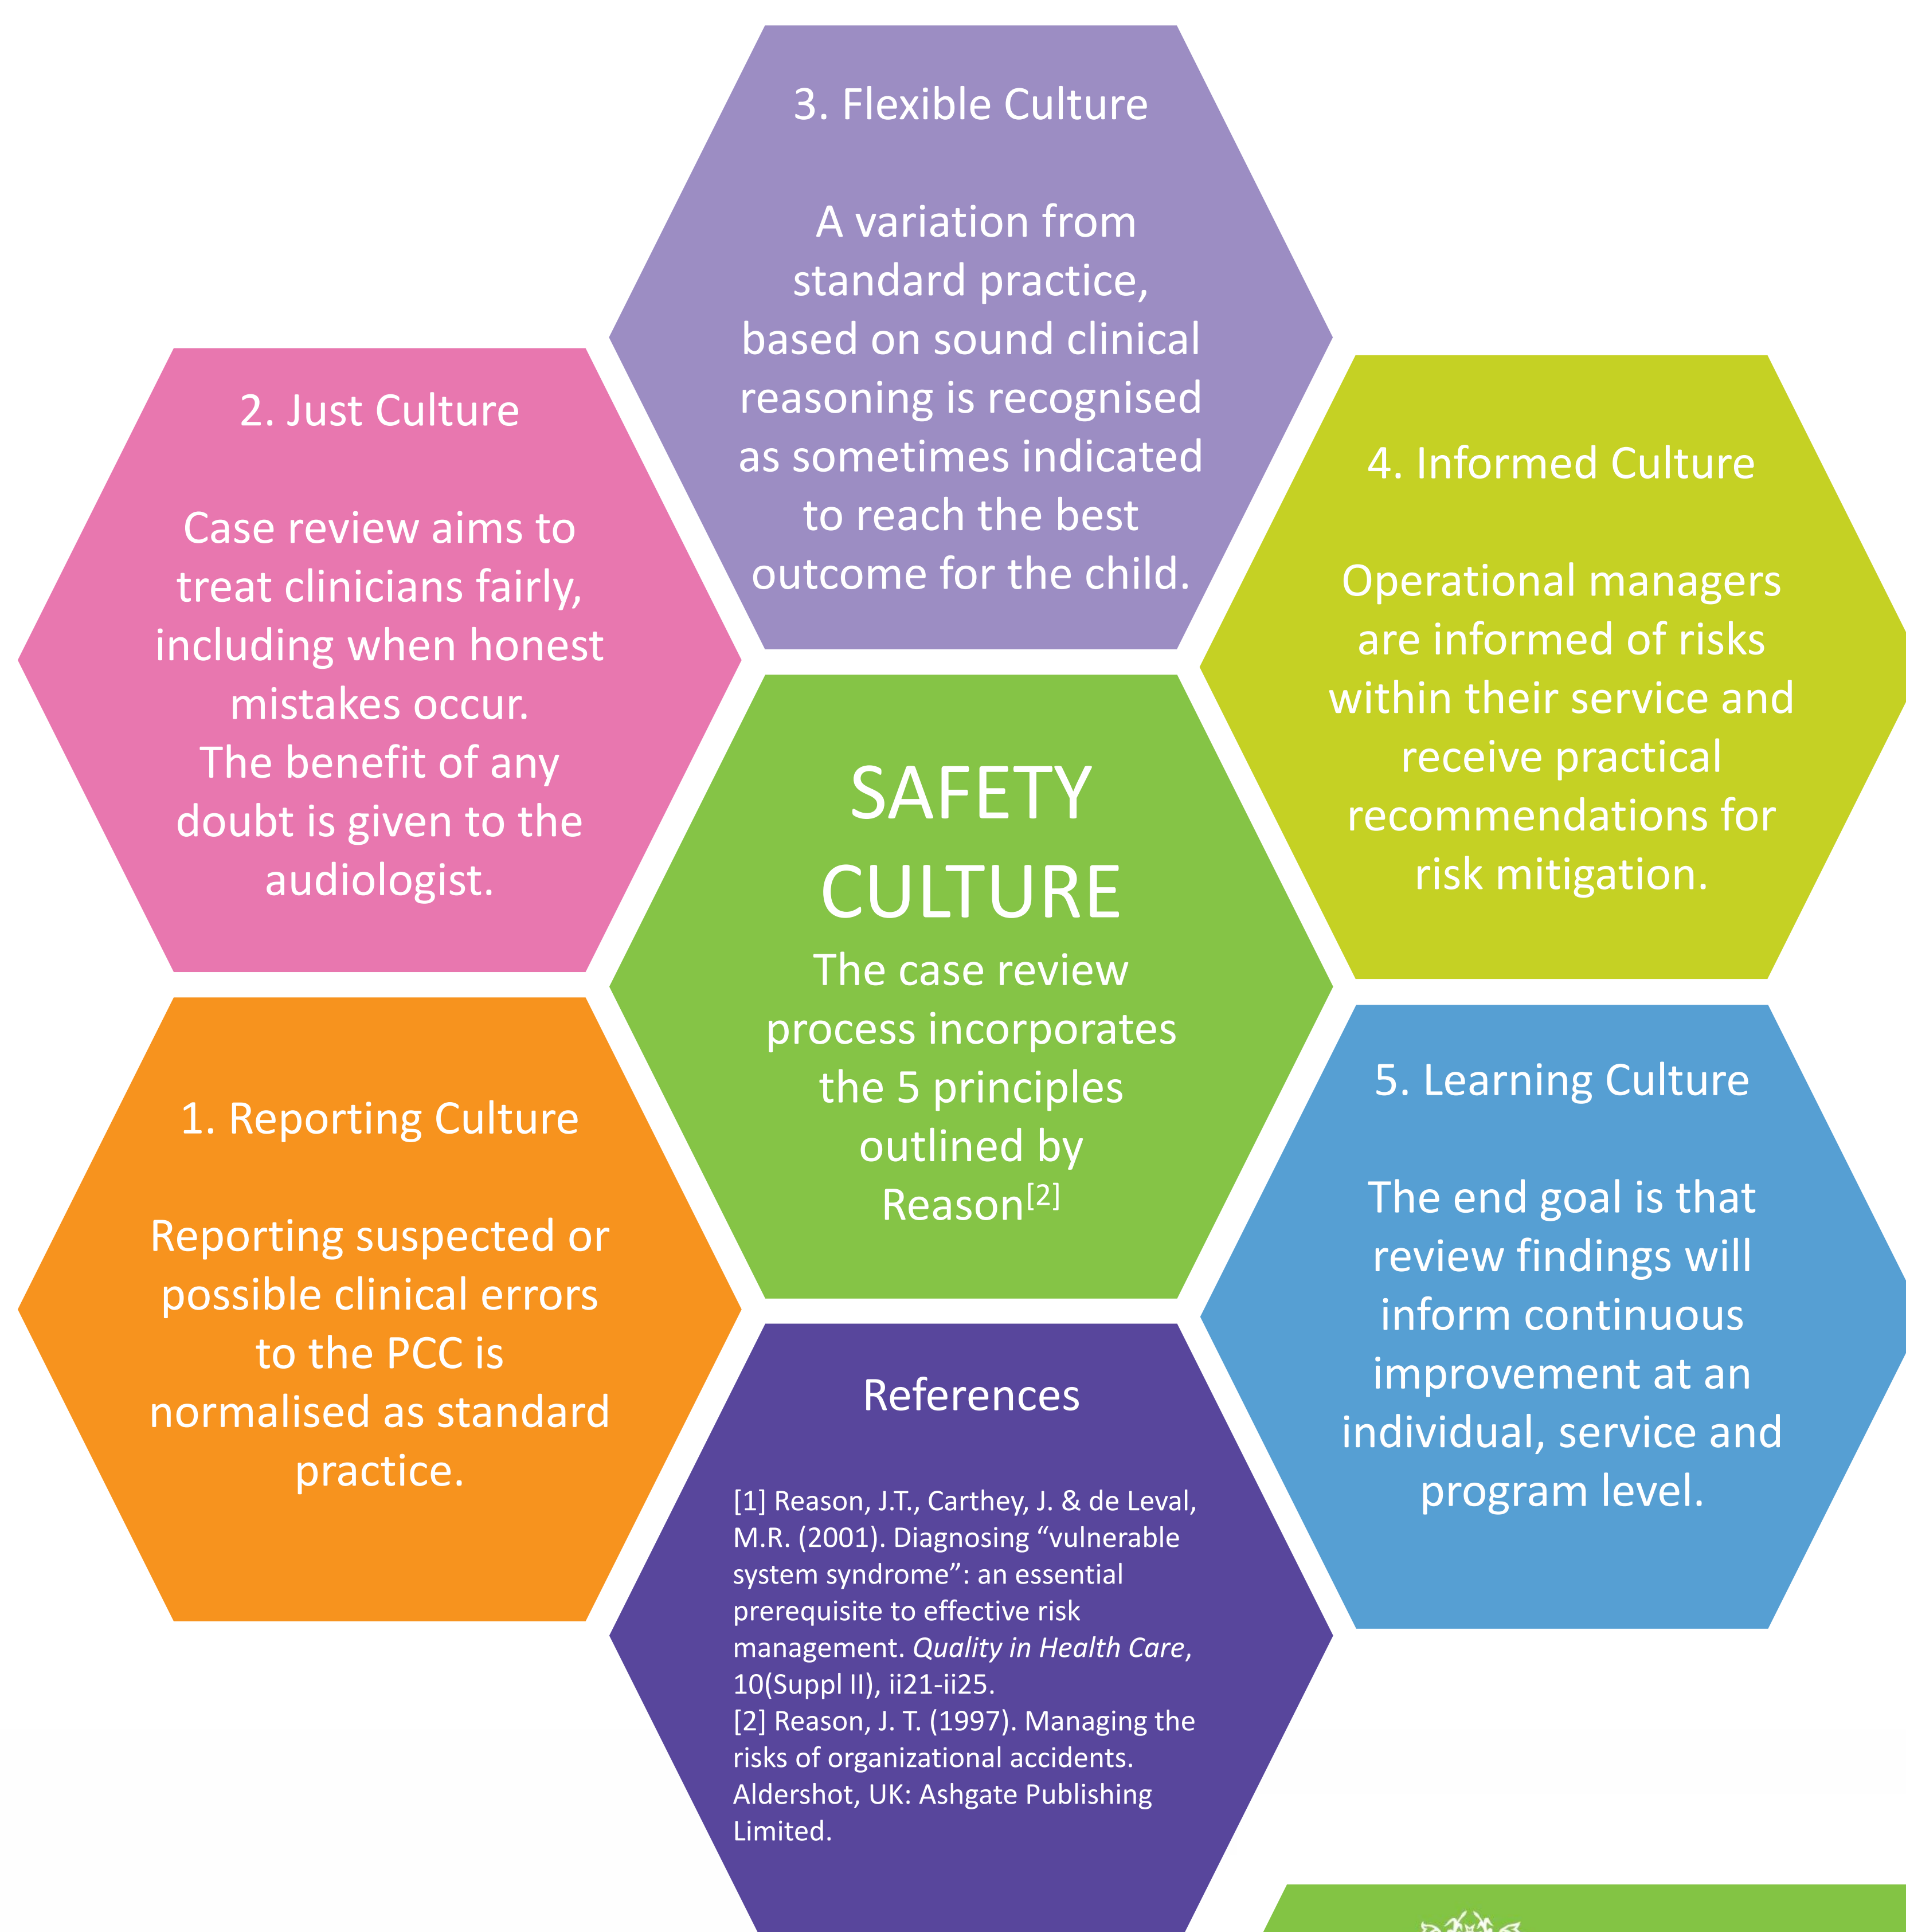 3. Flexible Culture
A variation from
standard practice,
based on sound clinical
reasoning is recognised
as sometimes indicated
to reach the best
outcome for the child.
2. Just Culture
Case review aims to
treat clinicians fairly,
including when honest
mistakes occur.
The benefit of any
doubt is given to the
audiologist.
4. Informed Culture
Operational managers
are informed of risks
within their service and
receive practical
recommendations for
risk mitigation.
SAFETY
CULTURE
The case review
process incorporates
the 5 principles
outlined by
Reason[2]
1. Reporting Culture
Reporting suspected or
possible clinical errors
to the PCC is
normalised as standard
practice.
5. Learning Culture
The end goal is that
review findings will
inform continuous
improvement at an
individual, service and
program level.
References
[1] Reason, J.T., Carthey, J. & de Leval,
M.R. (2001). Diagnosing “vulnerable
system syndrome”: an essential
prerequisite to effective risk
management. Quality in Health Care,
10(Suppl II), ii21-ii25.
[2] Reason, J. T. (1997). Managing the
risks of organizational accidents.
Aldershot, UK: Ashgate Publishing
Limited.